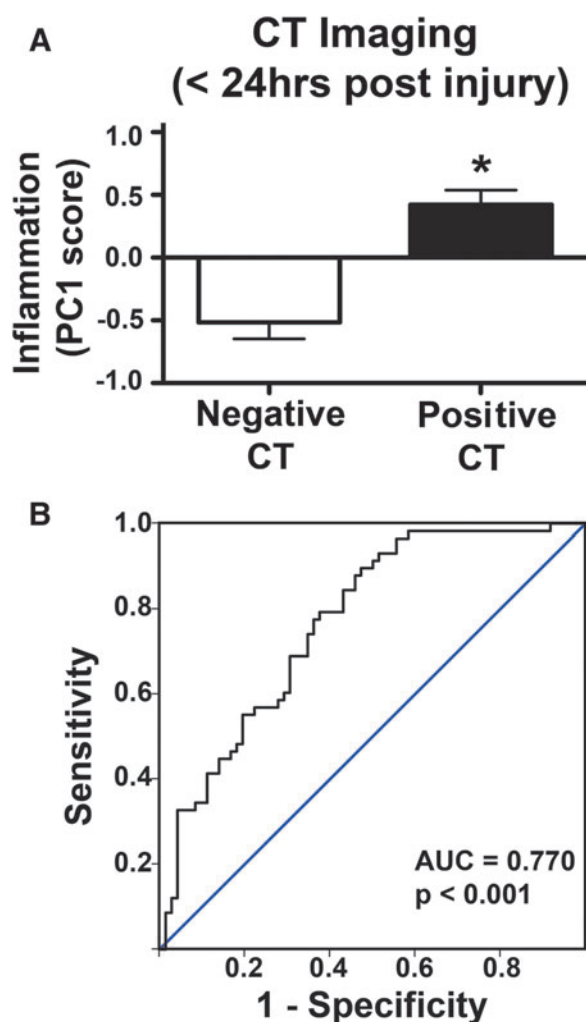 A
CT Imaging
(< 24hrs post injury)
Inflammation
(PC1 score)
1.0
0.5
0.0
-0.5
-1.0
*
Negative
CT
Positive
CT
B
Sensitivity
1.0
0.8
0.6
0.4
0.2
AUC = 0.770
p < 0.001
0.2 0.4 0.6 0.8
1 - Specificity